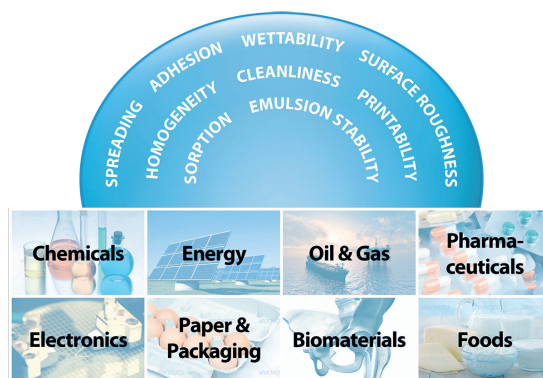 SPREADING ADHESION WETTABILITY SURFACE ROUGHNESS
HOMOGENEITY CLEANLINESS PRINTABILITY
SORPTION EMULSION STABILITY
Chemicals
Energy
Oil & Gas
Pharma-
ceuticals
Electronics
Paper &
Packaging
Biomaterials
Foods